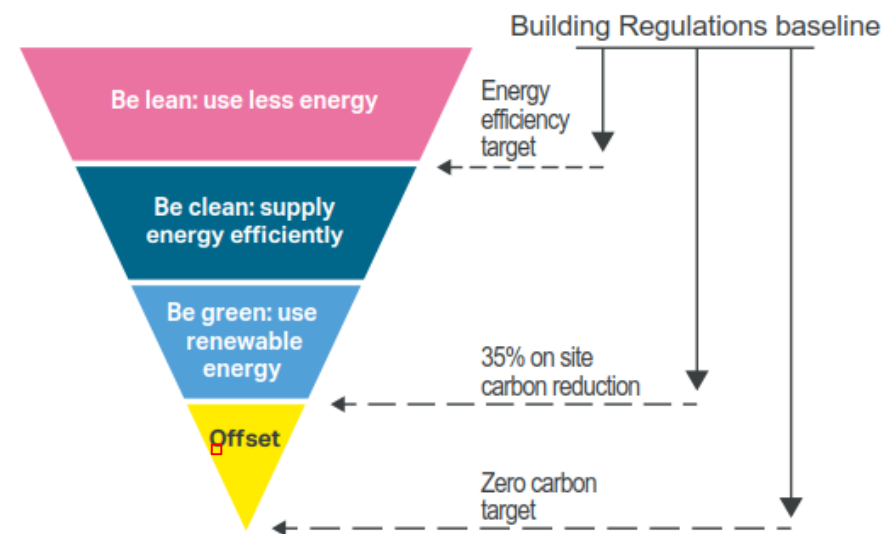 Building Regulations baseline
Be lean: use less energy
Energy
efficiency
target
Be clean: supply
energy efficiently
Be green: use
renewable
energy
35% on site
carbon reduction
Offset
Zero carbon
target